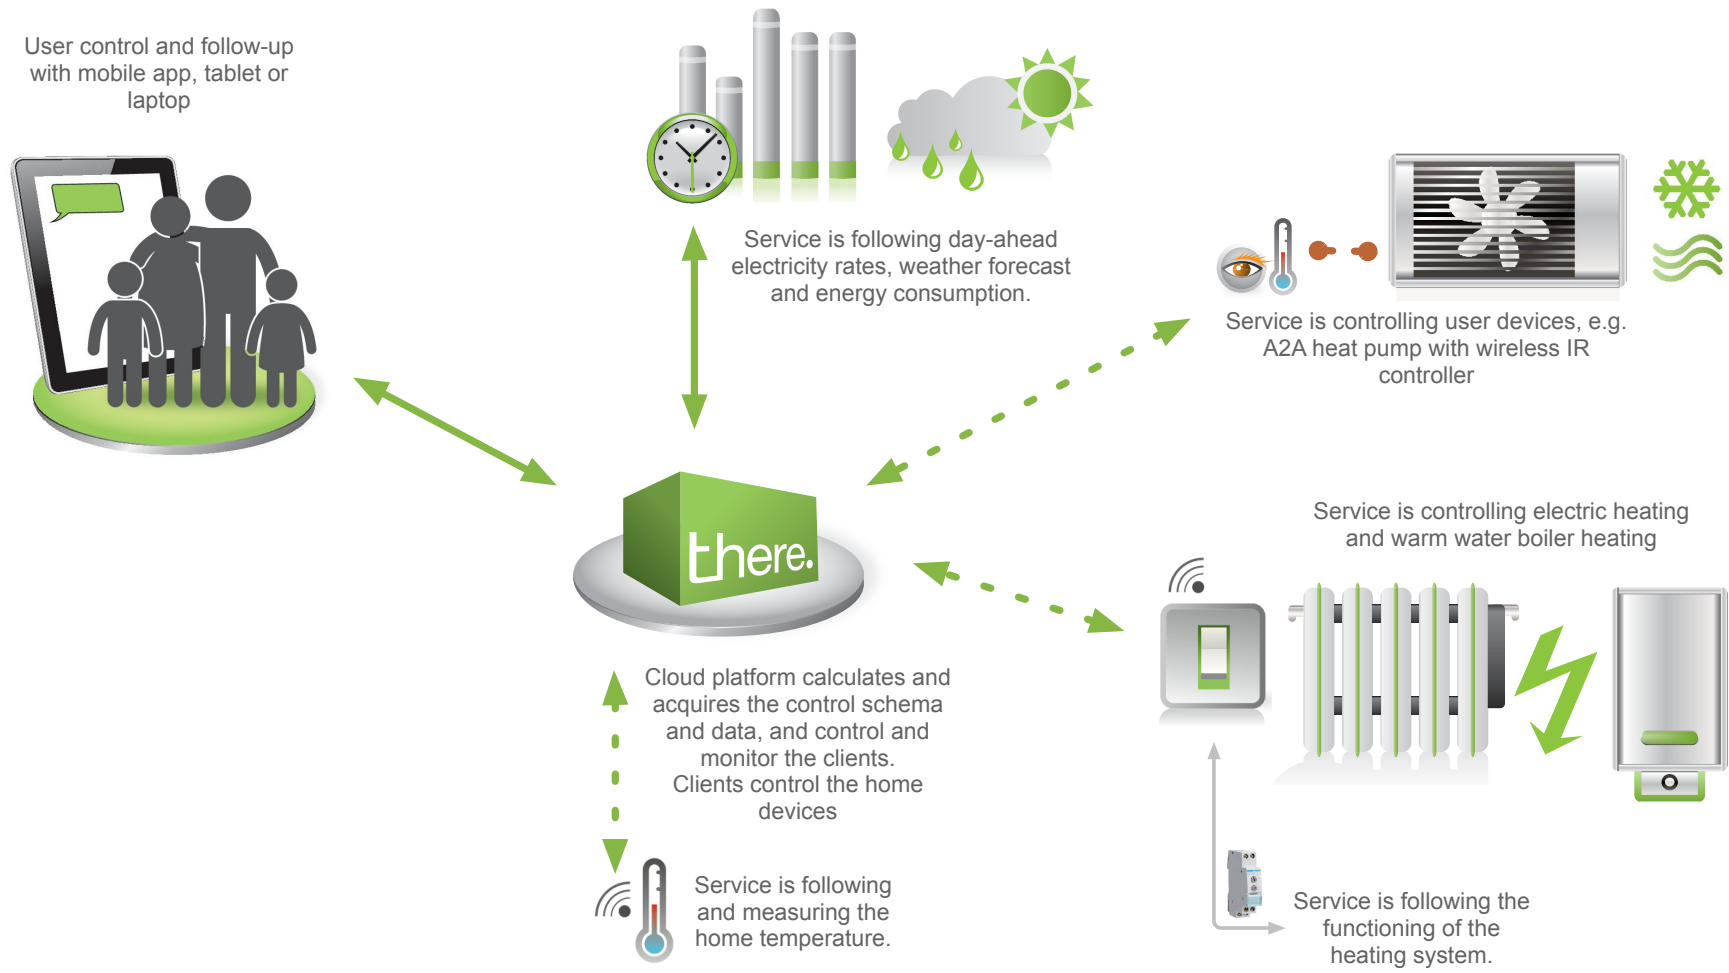 User control and follow-up
with mobile app, tablet or
laptop
Service is following day-ahead
electricity rates, weather forecast
and energy consumption.
Service is controlling user devices, e.g.
A2A heat pump with wireless IR
controller
there.
Service is controlling electric heating
and warm water boiler heating
Cloud platform calculates and
acquires the control schema
and data, and control and
monitor the clients.
Clients control the home
devices
Service is following
and measuring the
home temperature.
Service is following the
functioning of the
heating system.